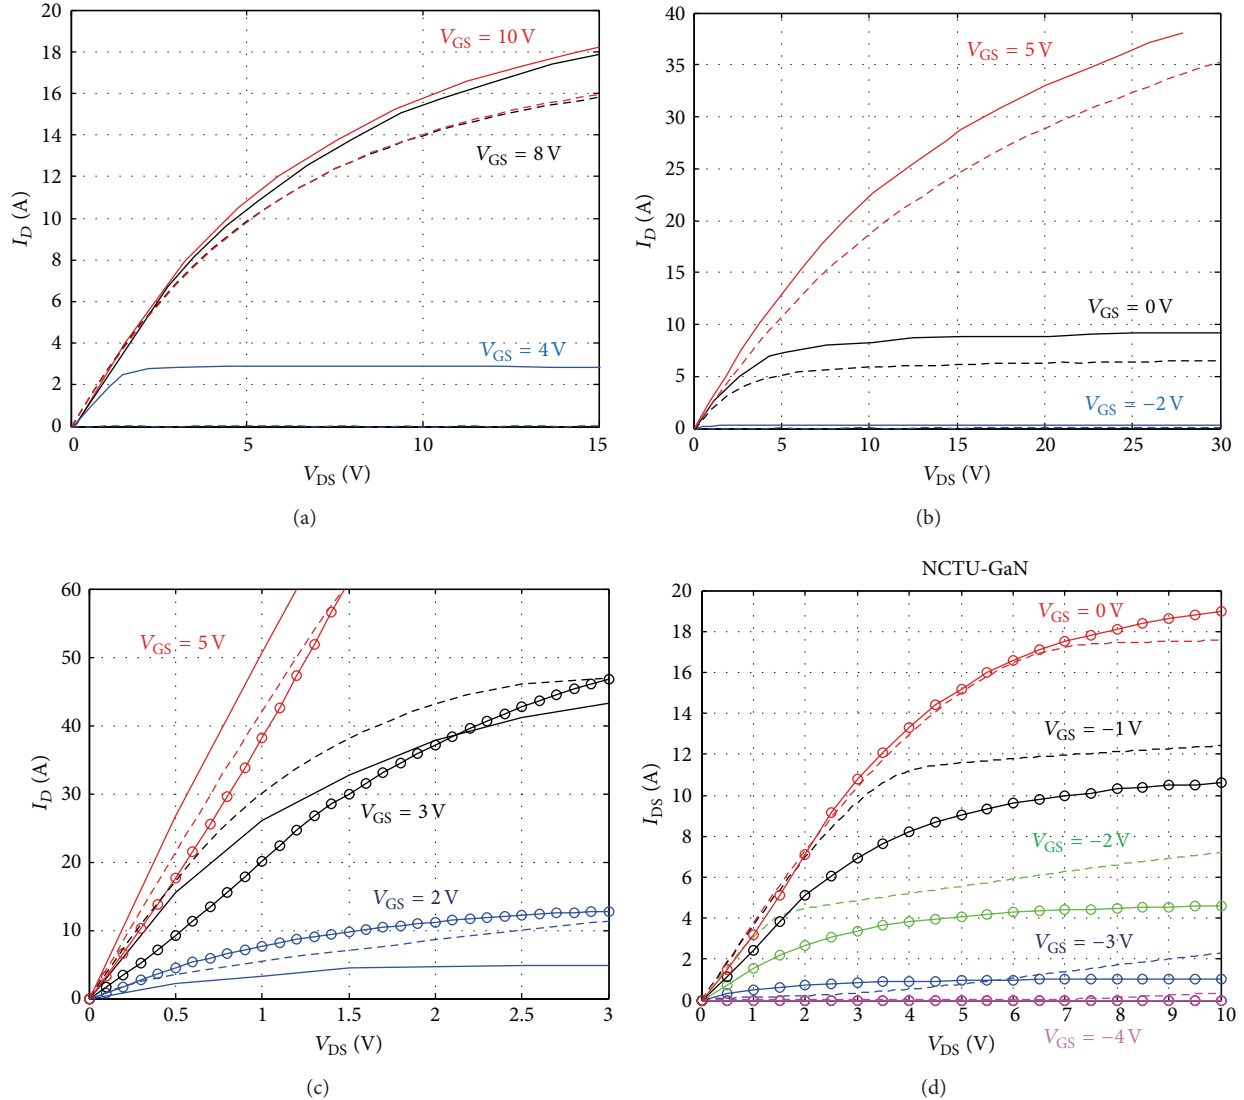 20
18
16
14
12
10
8
6
4
2
0
I_D (A)
V_GS = 10 V
V_GS = 8 V
V_GS = 4 V
0 5 10 15
V_DS (V)
(a)
40
35
30
25
20
15
10
5
0
I_D (A)
V_GS = 5 V
V_GS = 0 V
V_GS = −2 V
0 5 10 15 20 25 30
V_DS (V)
(b)
60
50
40
30
20
10
0
I_D (A)
V_GS = 5 V
V_GS = 3 V
V_GS = 2 V
0 0.5 1 1.5 2 2.5 3
V_DS (V)
(c)
NCTU-GaN
20
18
16
14
12
10
8
6
4
2
0
I_DS (A)
V_GS = 0 V
V_GS = −1 V
V_GS = −2 V
V_GS = −3 V
0 1 2 3 4 5 6 7 8 9 10
V_DS (V)
V_GS = −4 V
(d)